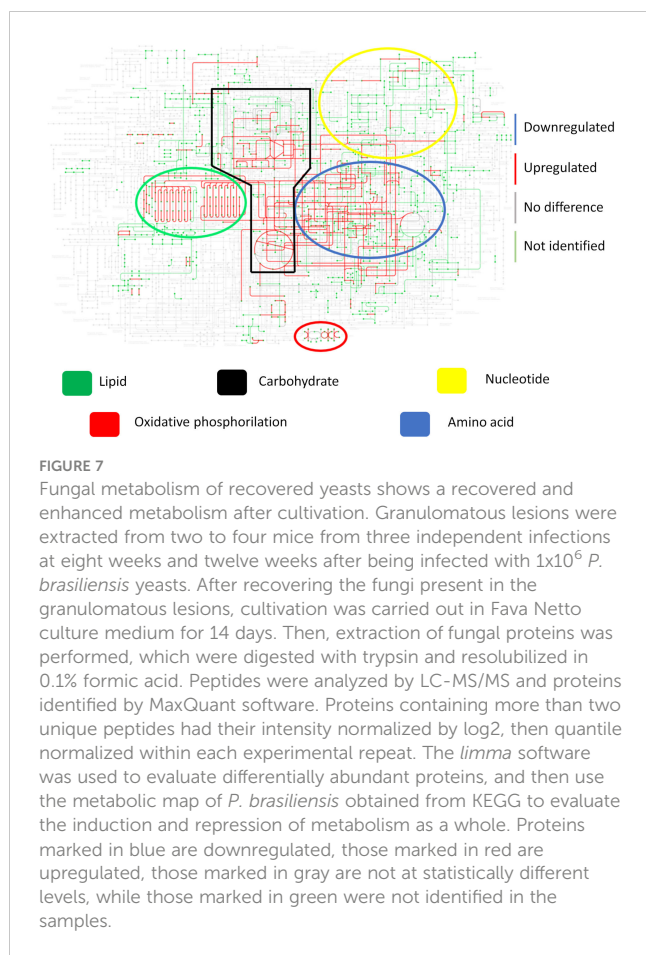 Downregulated
Upregulated
No difference
Not identified
Lipid
Carbohydrate
Nucleotide
Oxidative phosphorilation
Amino acid
FIGURE 7
Fungal metabolism of recovered yeasts shows a recovered and
enhanced metabolism after cultivation. Granulomatous lesions were
extracted from two to four mice from three independent infections
at eight weeks and twelve weeks after being infected with 1x10⁶ P.
brasiliensis yeasts. After recovering the fungi present in the
granulomatous lesions, cultivation was carried out in Fava Netto
culture medium for 14 days. Then, extraction of fungal proteins was
performed, which were digested with trypsin and resolubilized in
0.1% formic acid. Peptides were analyzed by LC-MS/MS and proteins
identified by MaxQuant software. Proteins containing more than two
unique peptides had their intensity normalized by log2, then quantile
normalized within each experimental repeat. The limma software
was used to evaluate differentially abundant proteins, and then use
the metabolic map of P. brasiliensis obtained from KEGG to evaluate
the induction and repression of metabolism as a whole. Proteins
marked in blue are downregulated, those marked in red are
upregulated, those marked in gray are not at statistically different
levels, while those marked in green were not identified in the
samples.